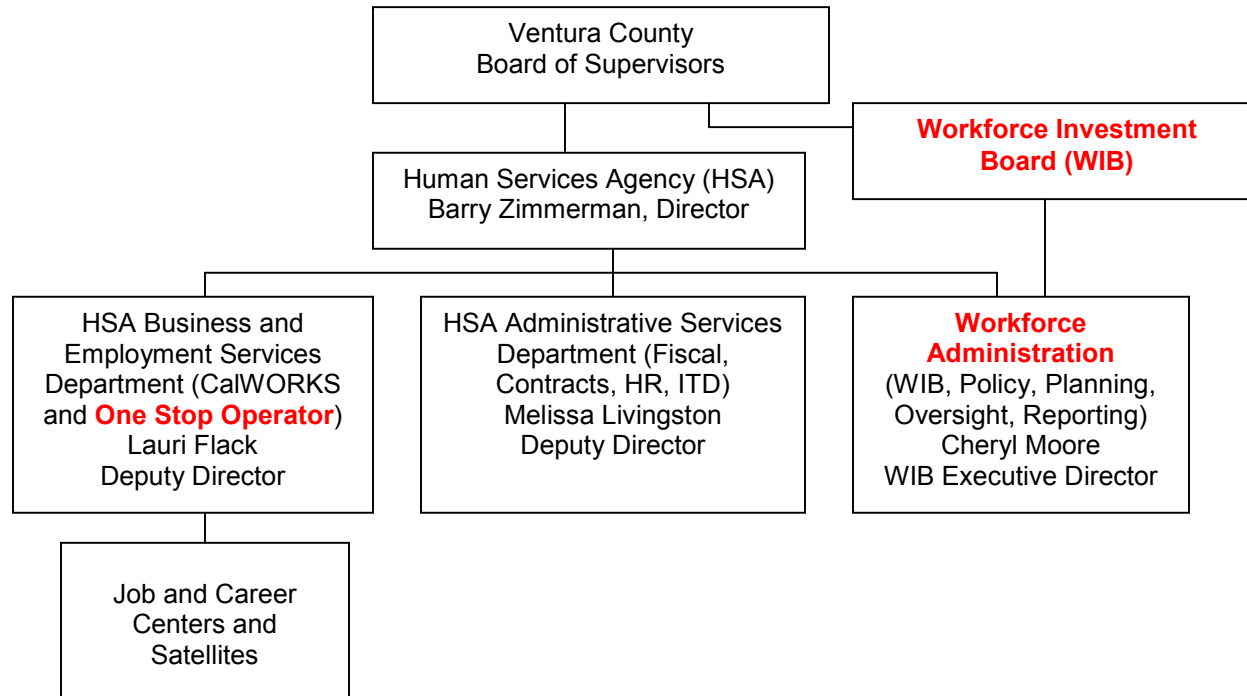 Ventura County
Board of Supervisors
Workforce Investment
Board (WIB)
Human Services Agency (HSA)
Barry Zimmerman, Director
HSA Business and
Employment Services
Department (CalWORKS
and One Stop Operator)
Lauri Flack
Deputy Director
HSA Administrative Services
Department (Fiscal,
Contracts, HR, ITD)
Melissa Livingston
Deputy Director
Workforce
Administration
(WIB, Policy, Planning,
Oversight, Reporting)
Cheryl Moore
WIB Executive Director
Job and Career
Centers and
Satellites